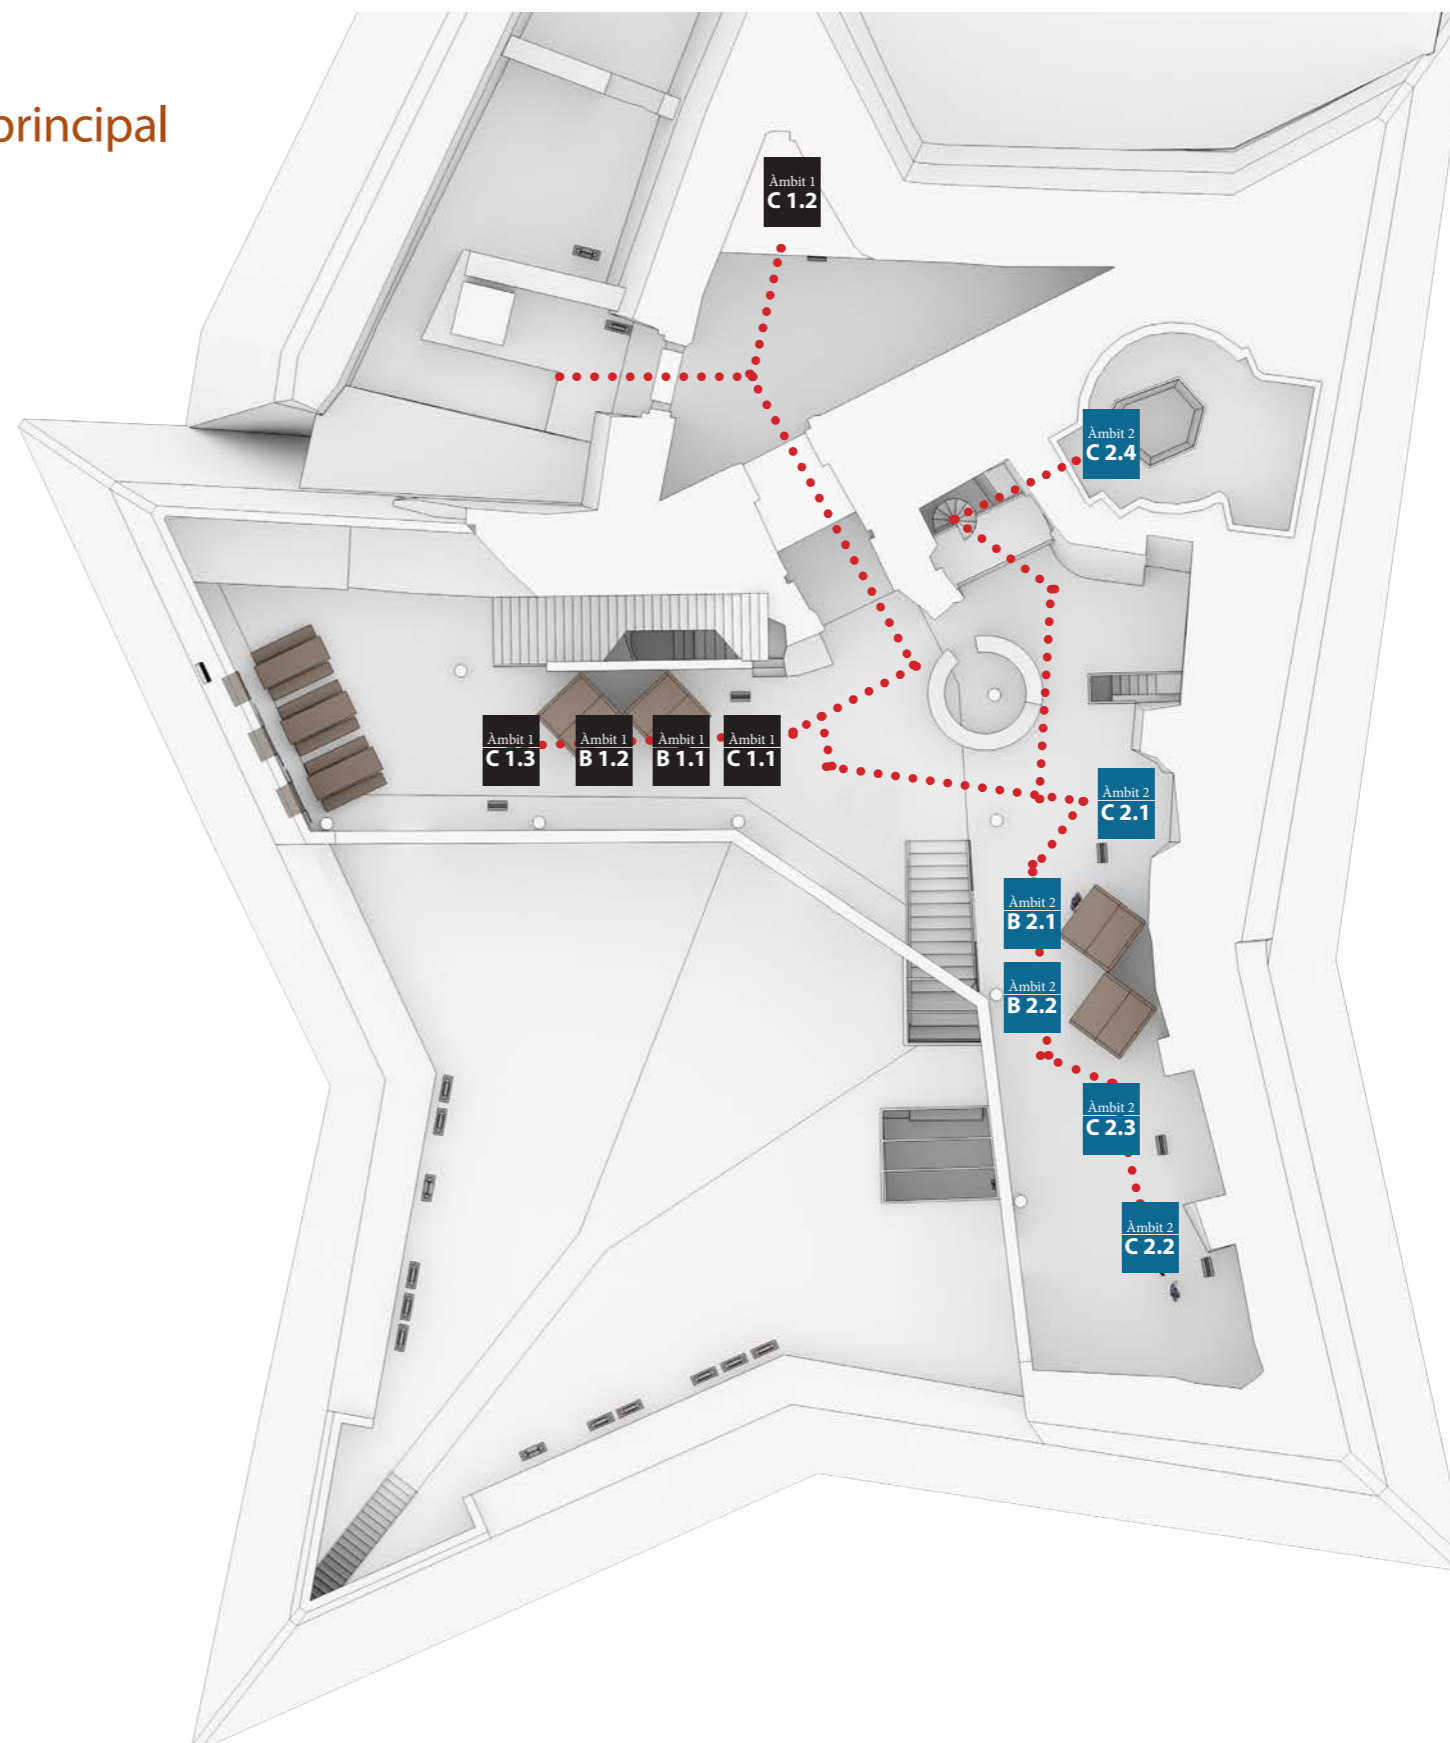 principal
Àmbit 1
C 1.2
Àmbit 2
C 2.4
Àmbit 1
C 1.3
Àmbit 1
B 1.2
Àmbit 1
B 1.1
Àmbit 1
C 1.1
Àmbit 2
C 2.1
Àmbit 2
B 2.1
Àmbit 2
B 2.2
Àmbit 2
C 2.3
Àmbit 2
C 2.2